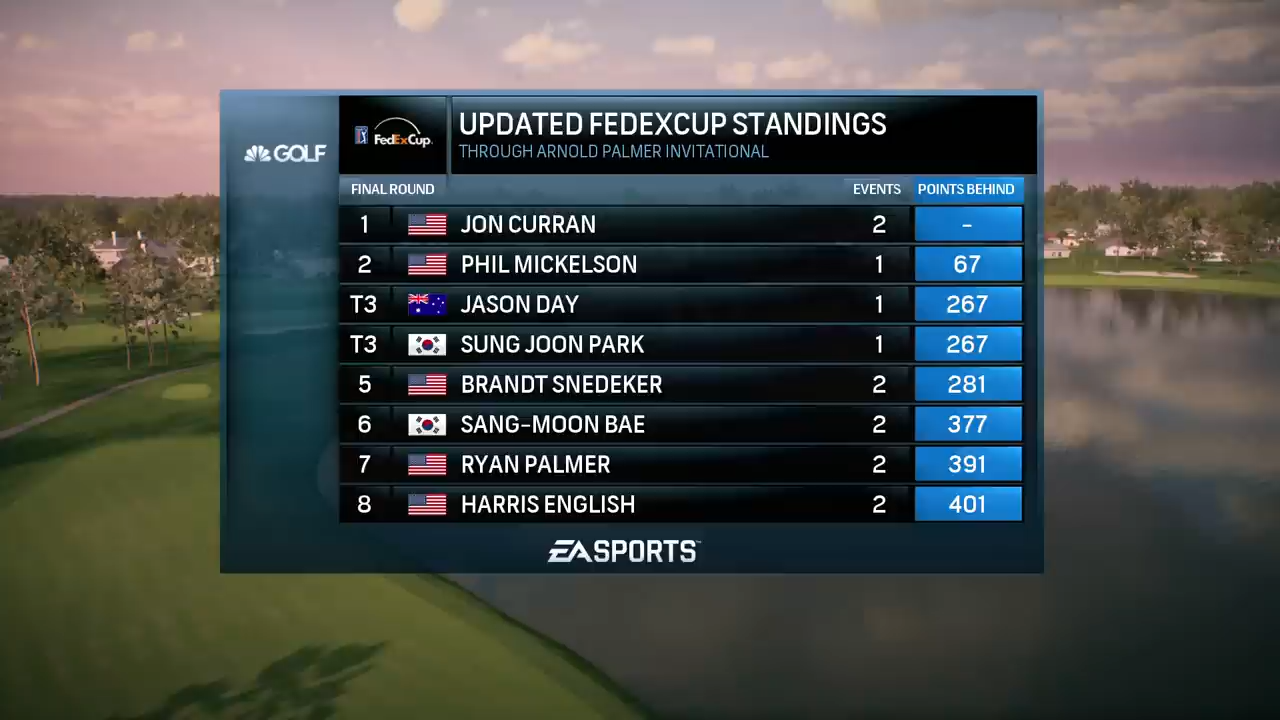 GOLF
FedExCup.
UPDATED FEDEXCUP STANDINGS
THROUGH ARNOLD PALMER INVITATIONAL
FINAL ROUND EVENTS POINTS BEHIND
1 JON CURRAN 2 -
2 PHIL MICKELSON 1 67
T3 JASON DAY 1 267
T3 SUNG JOON PARK 1 267
5 BRANDT SNEDEKER 2 281
6 SANG-MOON BAE 2 377
7 RYAN PALMER 2 391
8 HARRIS ENGLISH 2 401
EA SPORTS™